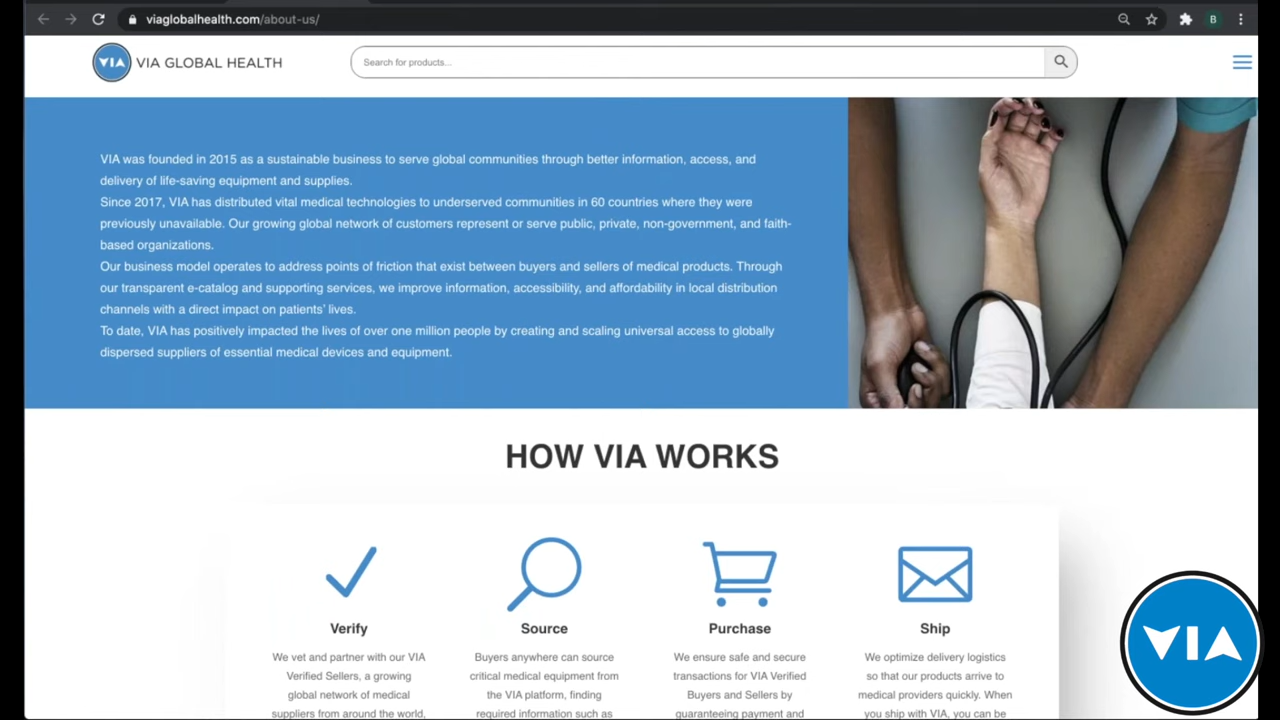 viaglobalhealth.com/about-us/
B
VIA VIA GLOBAL HEALTH
Search for products...
VIA was founded in 2015 as a sustainable business to serve global communities through better information, access, and
delivery of life-saving equipment and supplies.
Since 2017, VIA has distributed vital medical technologies to underserved communities in 60 countries where they were
previously unavailable. Our growing global network of customers represent or serve public, private, non-government, and faith-
based organizations.
Our business model operates to address points of friction that exist between buyers and sellers of medical products. Through
our transparent e-catalog and supporting services, we improve information, accessibility, and affordability in local distribution
channels with a direct impact on patients' lives.
To date, VIA has positively impacted the lives of over one million people by creating and scaling universal access to globally
dispersed suppliers of essential medical devices and equipment.
HOW VIA WORKS
Verify
We vet and partner with our VIA
Verified Sellers, a growing
global network of medical
suppliers from around the world,
Source
Buyers anywhere can source
critical medical equipment from
the VIA platform, finding
required information such as
Purchase
We ensure safe and secure
transactions for VIA Verified
Buyers and Sellers by
guaranteeing payment and
Ship
We optimize delivery logistics
so that our products arrive to
medical providers quickly. When
you ship with VIA, you can be
VIA